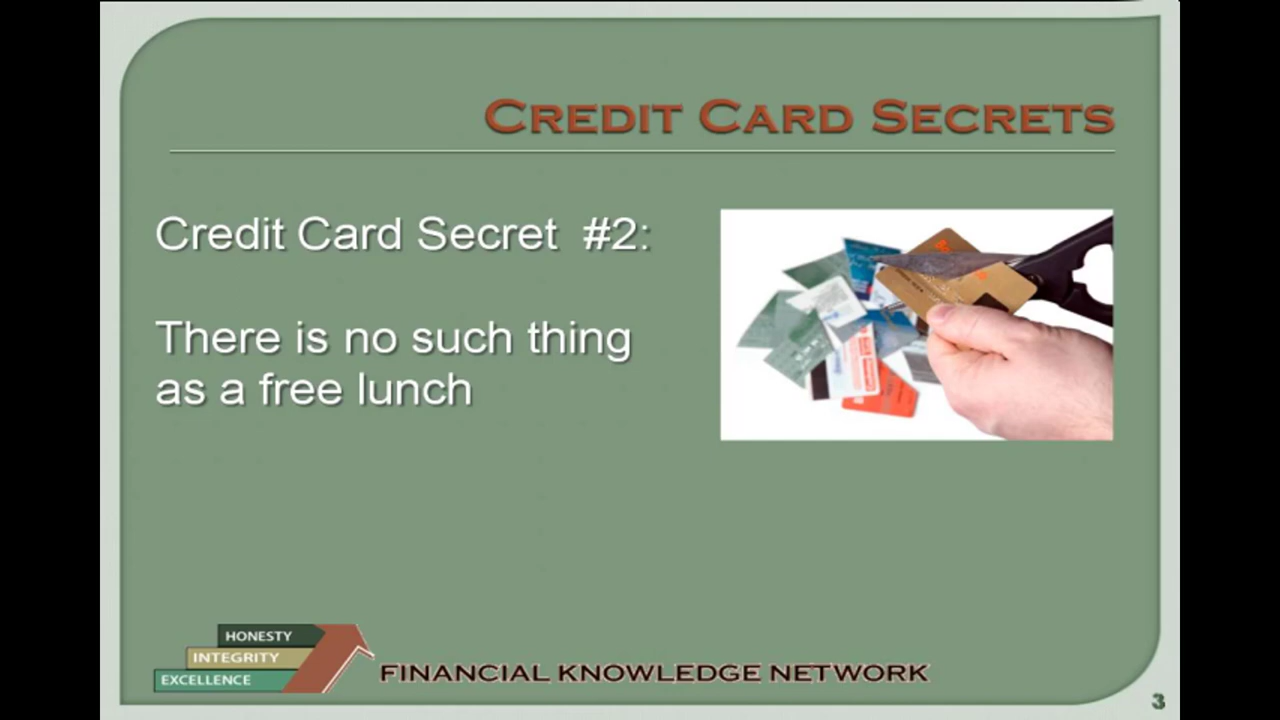 Credit Card Secrets
Credit Card Secret #2:
There is no such thing
as a free lunch
HONESTY
INTEGRITY
EXCELLENCE
FINANCIAL KNOWLEDGE NETWORK
3